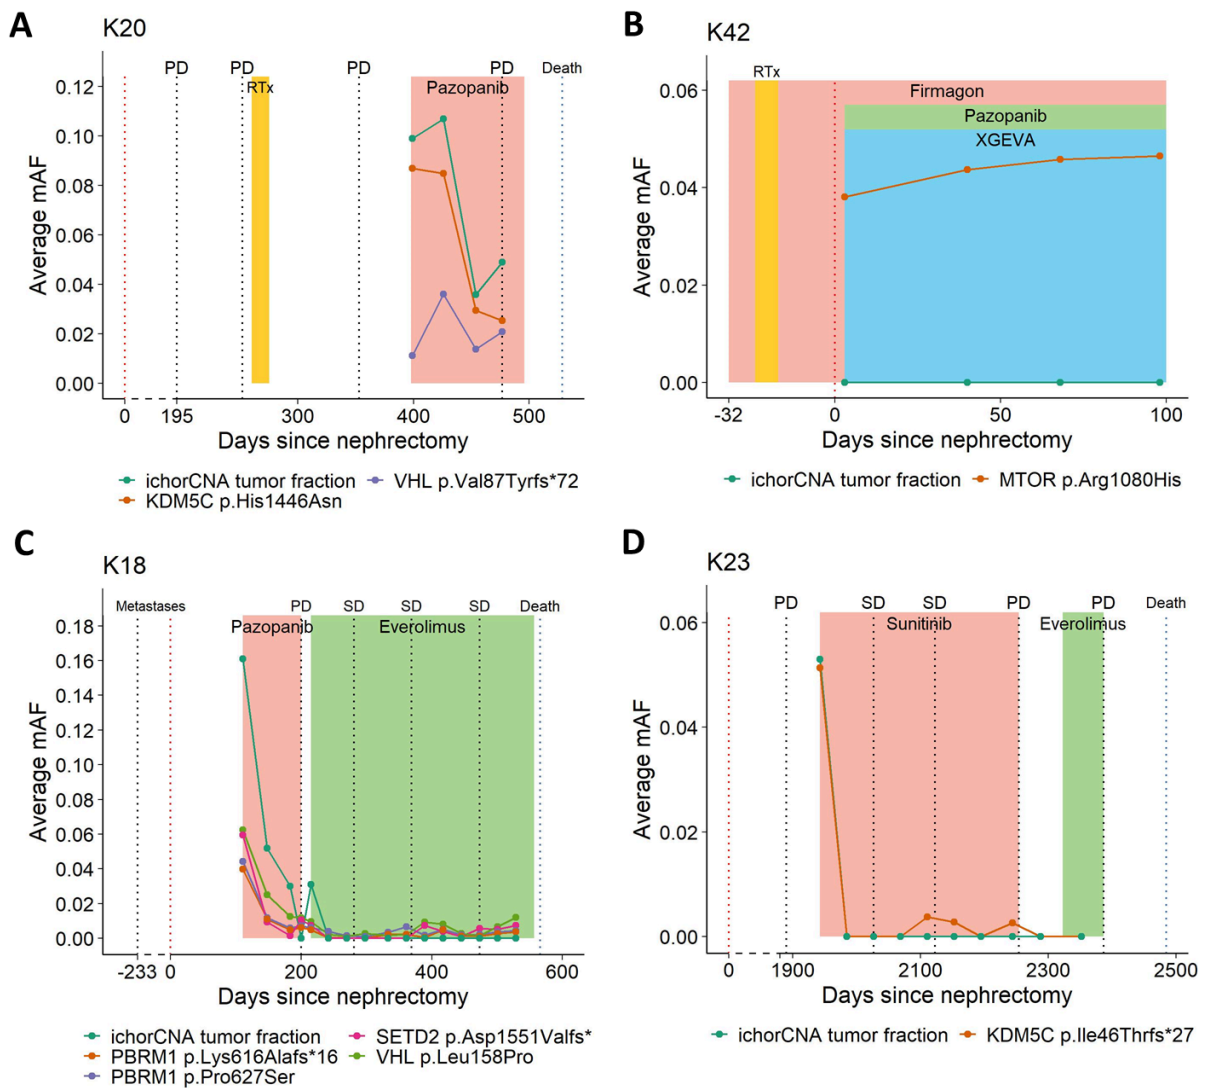 A
K20
PD PD PD PD Death
RTx Pazopanib
0.12
0.10
0.08
0.06
0.04
0.02
0.00
Average mAF
0 195 300 400 500
Days since nephrectomy
ichorCNA tumor fraction VHL p.Val87Tyrfs*72
KDM5C p.His1446Asn
B
K42
RTx
Firmagon
Pazopanib
XGEVA
0.06
0.04
0.02
0.00
Average mAF
-32 0 50 100
Days since nephrectomy
ichorCNA tumor fraction MTOR p.Arg1080His
C
K18
Metastases PD SD SD SD Death
Pazopanib Everolimus
0.18
0.16
0.14
0.12
0.10
0.08
0.06
0.04
0.02
0.00
Average mAF
-233 0 200 400 600
Days since nephrectomy
ichorCNA tumor fraction SETD2 p.Asp1551Valfs*
PBRM1 p.Lys616Alafs*16 VHL p.Leu158Pro
PBRM1 p.Pro627Ser
D
K23
PD SD SD PD PD Death
Sunitinib Everolimus
0.06
0.04
0.02
0.00
Average mAF
0 1900 2100 2300 2500
Days since nephrectomy
ichorCNA tumor fraction KDM5C p.Ile46Thrfs*27